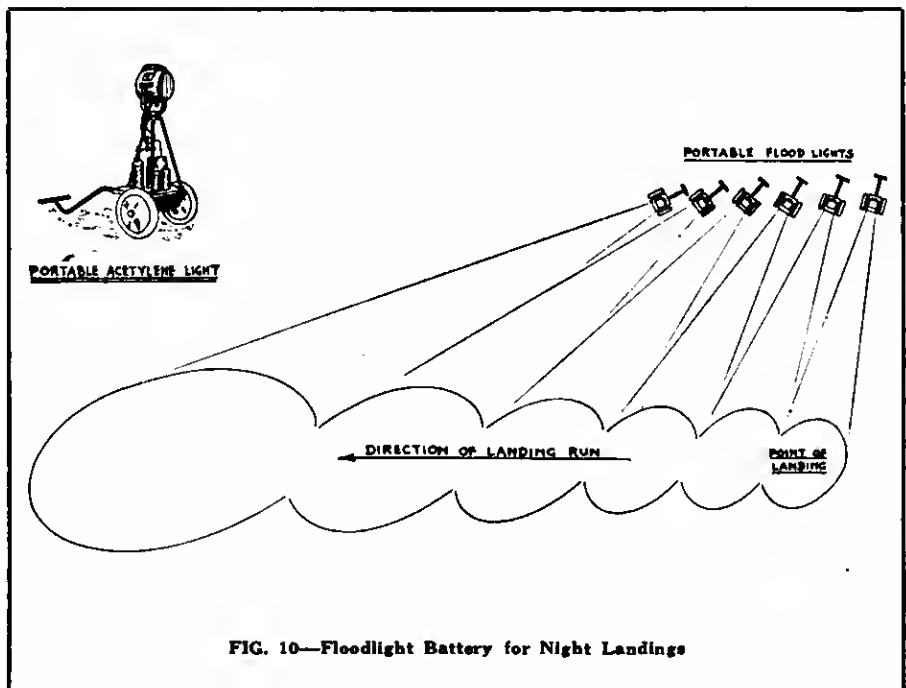 PORTABLE FLOOD LIGHTS
PORTABLE ACETYLENE LIGHT
DIRECTION OF LANDING RUN
POINT OF
LANDING
FIG. 10—Floodlight Battery for Night Landings